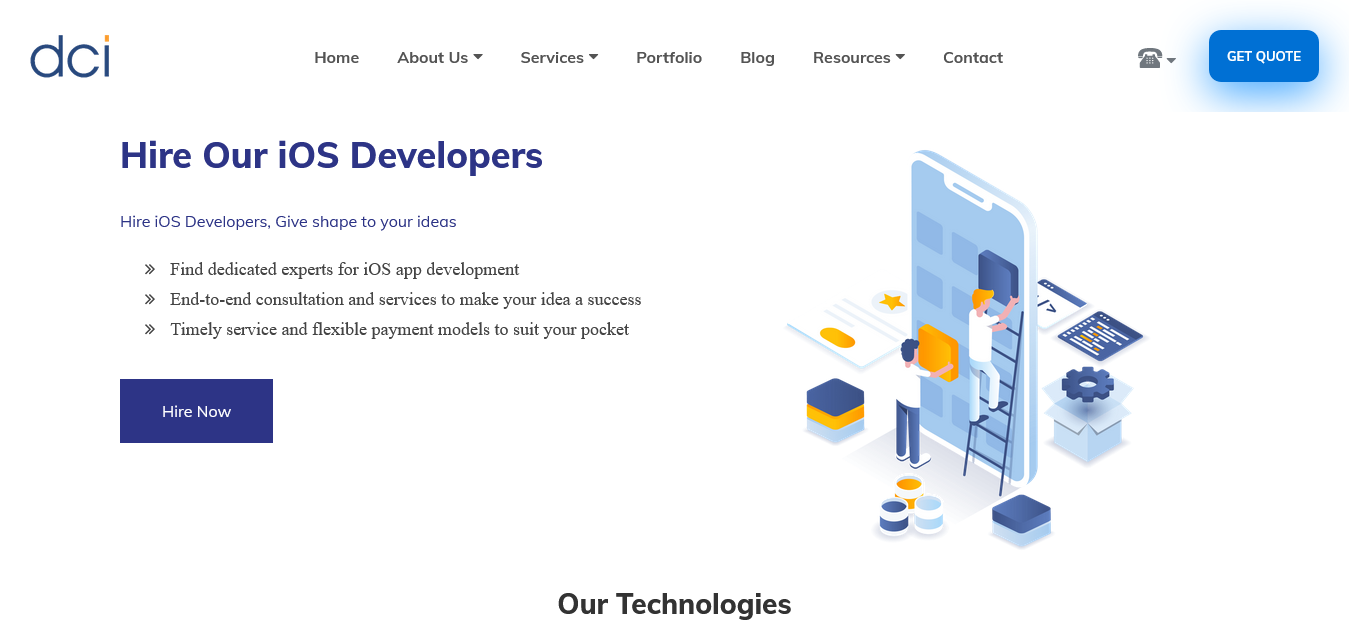 dci
Home About Us Services Portfolio Blog Resources Contact GET QUOTE
Hire Our iOS Developers
Hire iOS Developers, Give shape to your ideas
Find dedicated experts for iOS app development
End-to-end consultation and services to make your idea a success
Timely service and flexible payment models to suit your pocket
</>
Hire Now
Our Technologies